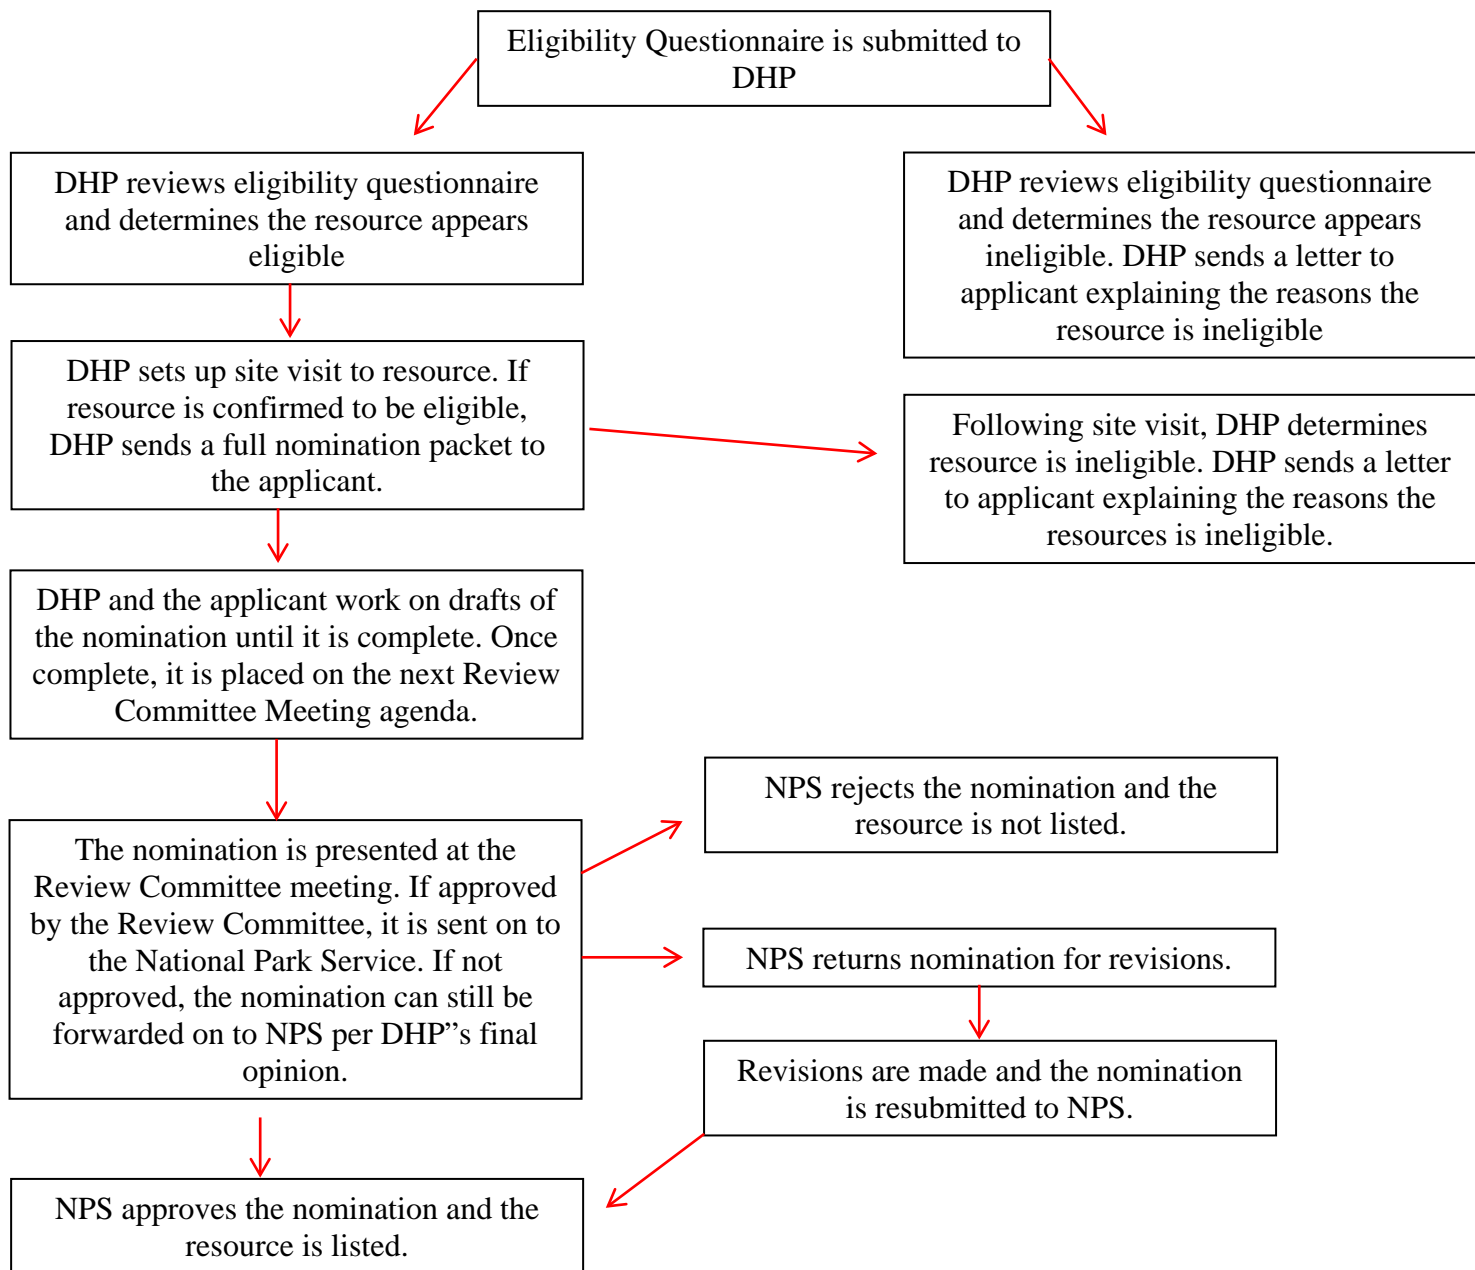 Eligibility Questionnaire is submitted to
DHP
DHP reviews eligibility questionnaire
and determines the resource appears
eligible
DHP reviews eligibility questionnaire
and determines the resource appears
ineligible. DHP sends a letter to
applicant explaining the reasons the
resource is ineligible
DHP sets up site visit to resource. If
resource is confirmed to be eligible,
DHP sends a full nomination packet to
the applicant.
Following site visit, DHP determines
resource is ineligible. DHP sends a letter
to applicant explaining the reasons the
resources is ineligible.
DHP and the applicant work on drafts of
the nomination until it is complete. Once
complete, it is placed on the next Review
Committee Meeting agenda.
The nomination is presented at the
Review Committee meeting. If approved
by the Review Committee, it is sent on to
the National Park Service. If not
approved, the nomination can still be
forwarded on to NPS per DHP”s final
opinion.
NPS rejects the nomination and the
resource is not listed.
NPS returns nomination for revisions.
Revisions are made and the nomination
is resubmitted to NPS.
NPS approves the nomination and the
resource is listed.